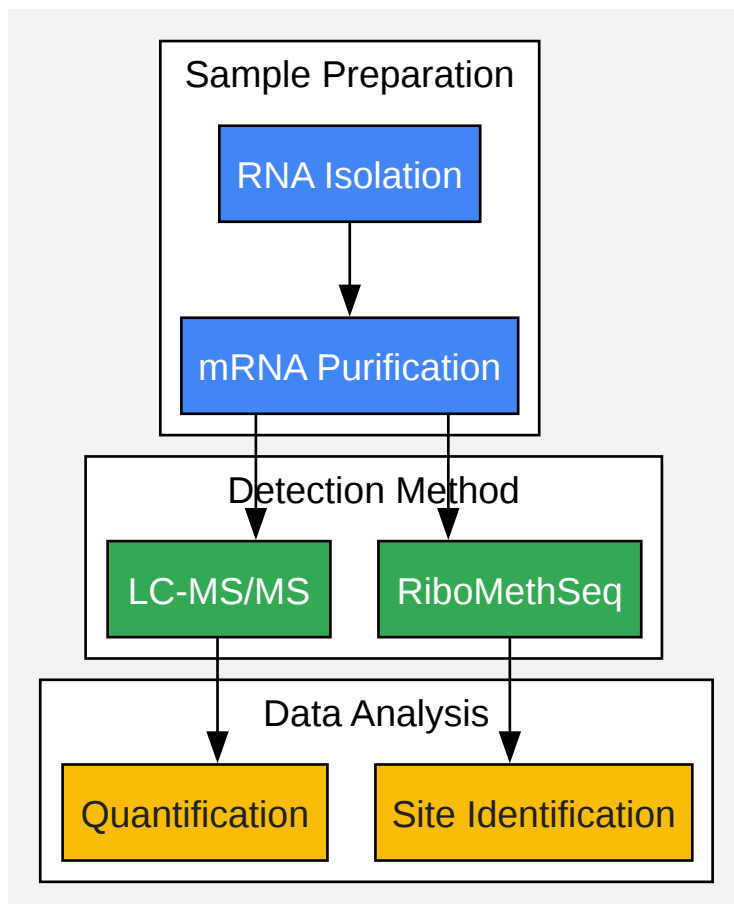 Sample Preparation
RNA Isolation
mRNA Purification
Detection Method
LC-MS/MS
RiboMethSeq
Data Analysis
Quantification
Site Identification